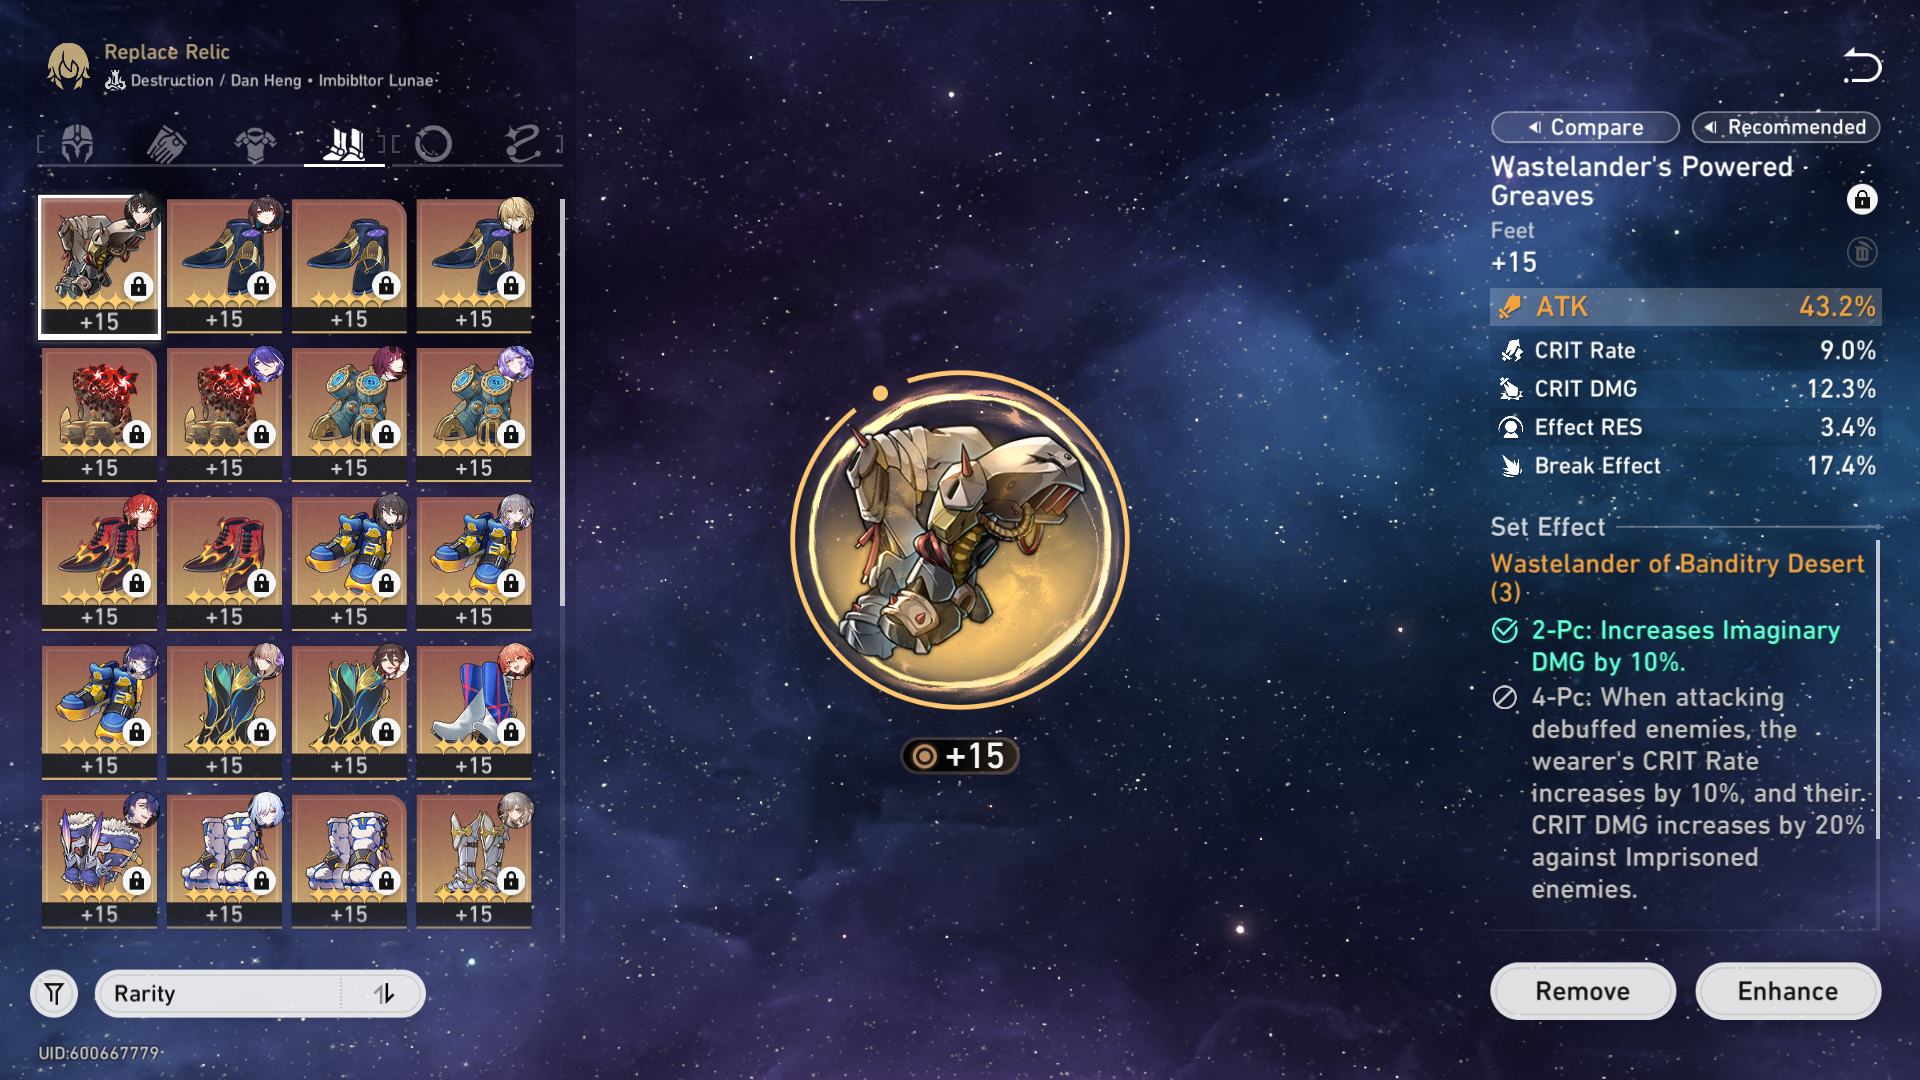 Replace Relic
Destruction / Dan Heng • Imbibitor Lunae
Compare
Recommended
Wastelander's Powered
Greaves
Feet
+15
ATK 43.2%
CRIT Rate 9.0%
CRIT DMG 12.3%
Effect RES 3.4%
Break Effect 17.4%
Set Effect
Wastelander of Banditry Desert
(3)
2-Pc: Increases Imaginary
DMG by 10%.
4-Pc: When attacking
debuffed enemies, the
wearer's CRIT Rate
increases by 10%, and their
CRIT DMG increases by 20%
against Imprisoned
enemies.
+15 +15 +15 +15
+15 +15 +15 +15
+15 +15 +15 +15
+15 +15 +15 +15
+15 +15 +15 +15
+15
Rarity
Remove
Enhance
UID:600667779